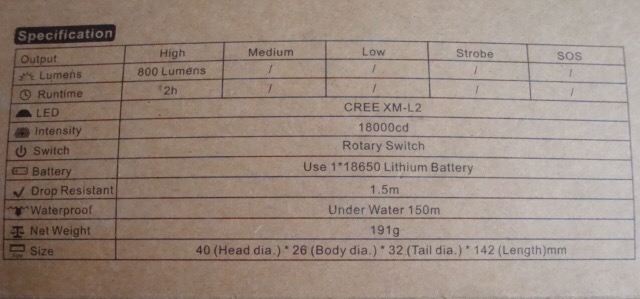 Specification
Output High Medium Low Strobe SOS
Lumens 800 Lumens / / / /
Runtime 2h / / / /
LED CREE XM-L2
Intensity 18000cd
Switch Rotary Switch
Battery Use 1*18650 Lithium Battery
Drop Resistant 1.5m
Waterproof Under Water 150m
Net Weight 191g
Size 40 (Head dia.) * 26 (Body dia.) * 32 (Tail dia.) * 142 (Length)mm